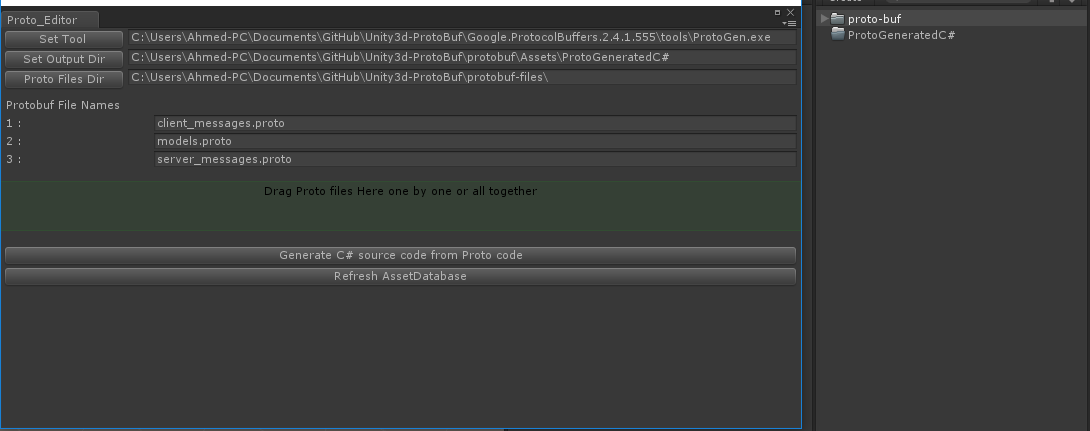 Proto_Editor
Set Tool C:\Users\Ahmed-PC\Documents\GitHub\Unity3d-ProtoBuf\Google.ProtocolBuffers.2.4.1.555\tools\ProtoGen.exe
Set Output Dir C:\Users\Ahmed-PC\Documents\GitHub\Unity3d-ProtoBuf\protobuf\Assets\ProtoGeneratedC#
Proto Files Dir C:\Users\Ahmed-PC\Documents\GitHub\Unity3d-ProtoBuf\protobuf-files\
Protobuf File Names
1 : client_messages.proto
2 : models.proto
3 : server_messages.proto
Drag Proto files Here one by one or all together
Generate C# source code from Proto code
Refresh AssetDatabase
proto-buf
ProtoGeneratedC#